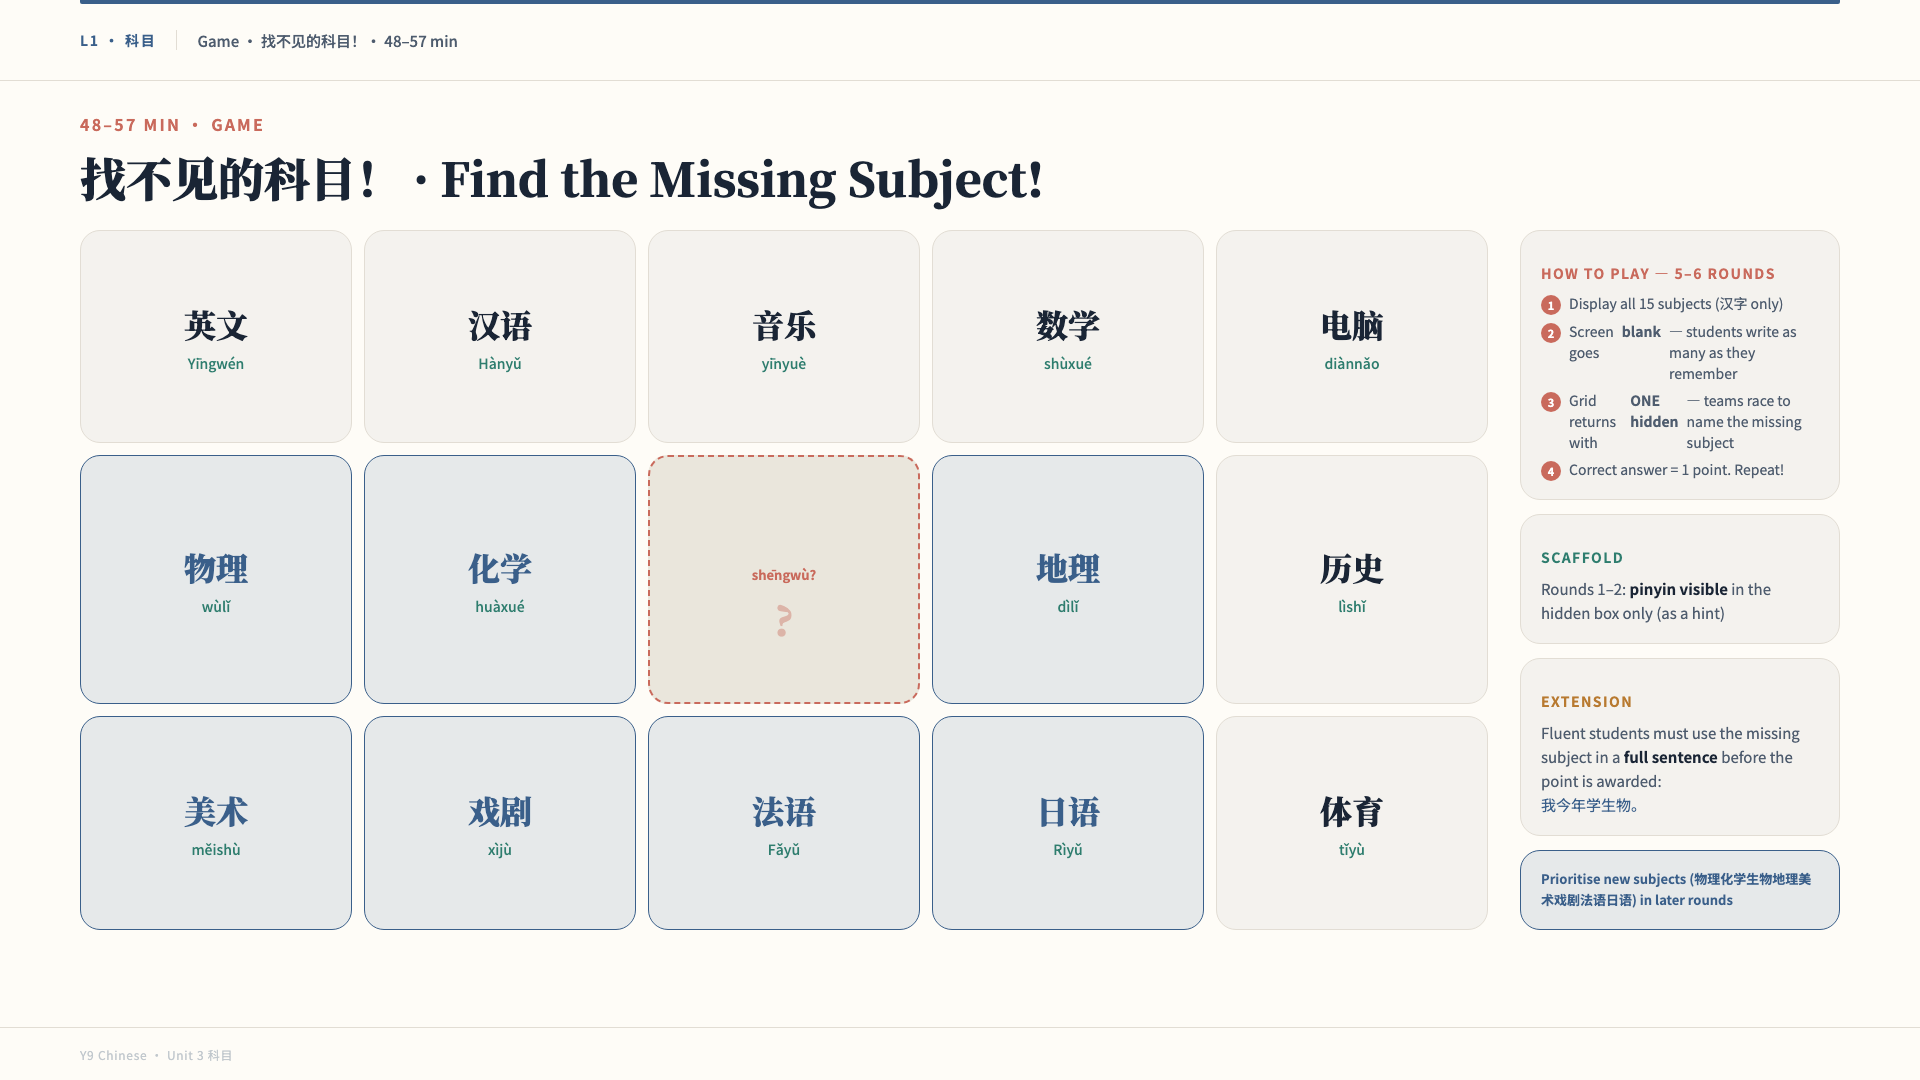 L1 · 科目
Game · 找不见的科目! · 48–57 min
48–57 MIN · GAME
找不见的科目! · Find the Missing Subject!
英文
Yīngwén
汉语
Hànyǔ
音乐
yīnyuè
数学
shùxué
电脑
diànnǎo
物理
wùlǐ
化学
huàxué
shēngwù?
?
地理
dìlǐ
历史
lìshǐ
美术
měishù
戏剧
xìjù
法语
Fǎyǔ
日语
Rìyǔ
体育
tǐyù
HOW TO PLAY — 5–6 ROUNDS
1 Display all 15 subjects (汉字 only)
2 Screen goes blank — students write as many as they remember
3 Grid returns with ONE hidden — teams race to name the missing subject
4 Correct answer = 1 point. Repeat!
SCAFFOLD
Rounds 1–2: pinyin visible in the
hidden box only (as a hint)
EXTENSION
Fluent students must use the missing
subject in a full sentence before the
point is awarded:
我今年学生物。
Prioritise new subjects (物理化学生物地理美
术戏剧法语日语) in later rounds
Y9 Chinese · Unit 3 科目